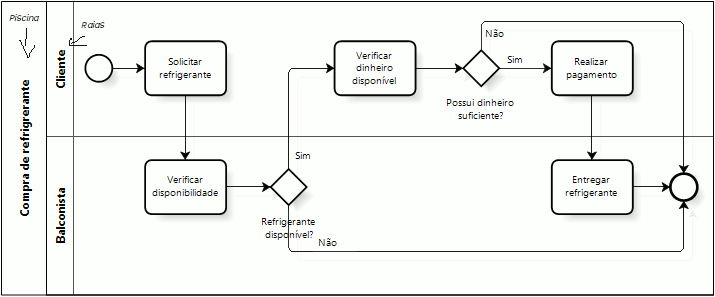 Piscina
Raias
Compra de refrigrerante
Cliente
Balconista
Solicitar
refrigerante
Verificar
dinheiro
disponível
Não
Sim
Possui dinheiro
suficiente?
Realizar
pagamento
Verificar
disponibilidade
Sim
Refrigerante
disponível?
Não
Entregar
refrigerante